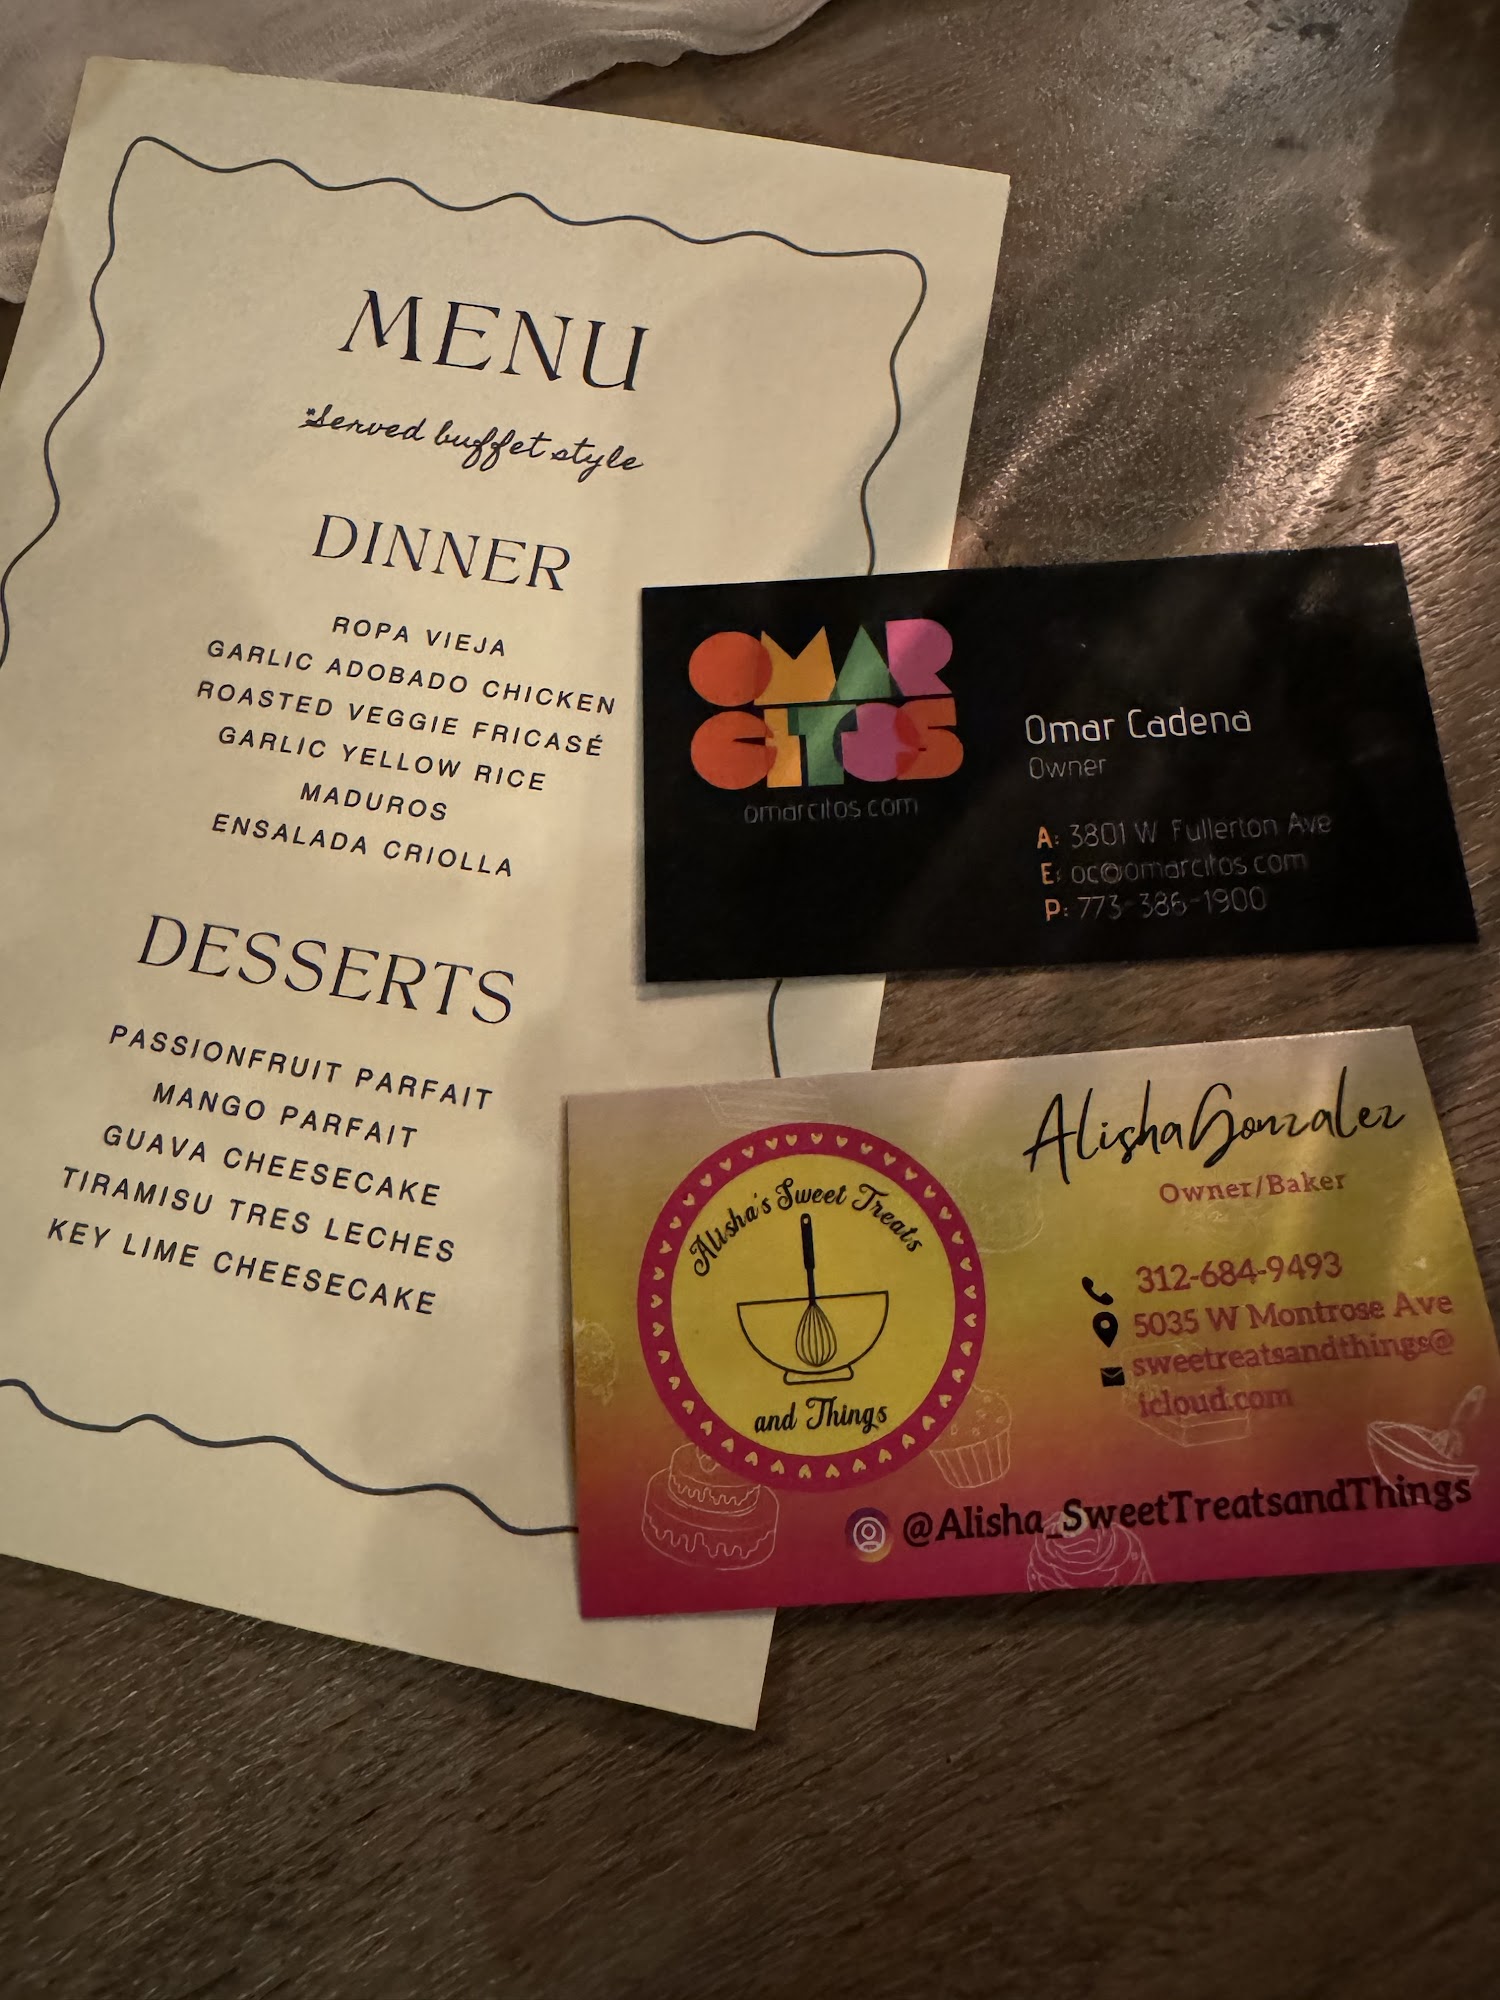 MENU
*Served buffet style
DINNER
ROPA VIEJA
GARLIC ADOBADO CHICKEN
ROASTED VEGGIE FRICASÉ
GARLIC YELLOW RICE
MADUROS
ENSALADA CRIOLLA
DESSERTS
PASSIONFRUIT PARFAIT
MANGO PARFAIT
GUAVA CHEESECAKE
TIRAMISU TRES LECHES
KEY LIME CHEESECAKE
OMAR
CITOS
omarcitos.com
Omar Cadena
Owner
A: 3801 W Fullerton Ave
E: oc@omarcitos.com
P: 773-386-1900
Alisha's Sweet Treats
and Things
Alisha Gonzalez
Owner/Baker
312-684-9493
5035 W Montrose Ave
sweetreatsandthings@
icloud.com
@Alisha_SweetTreatsandThings